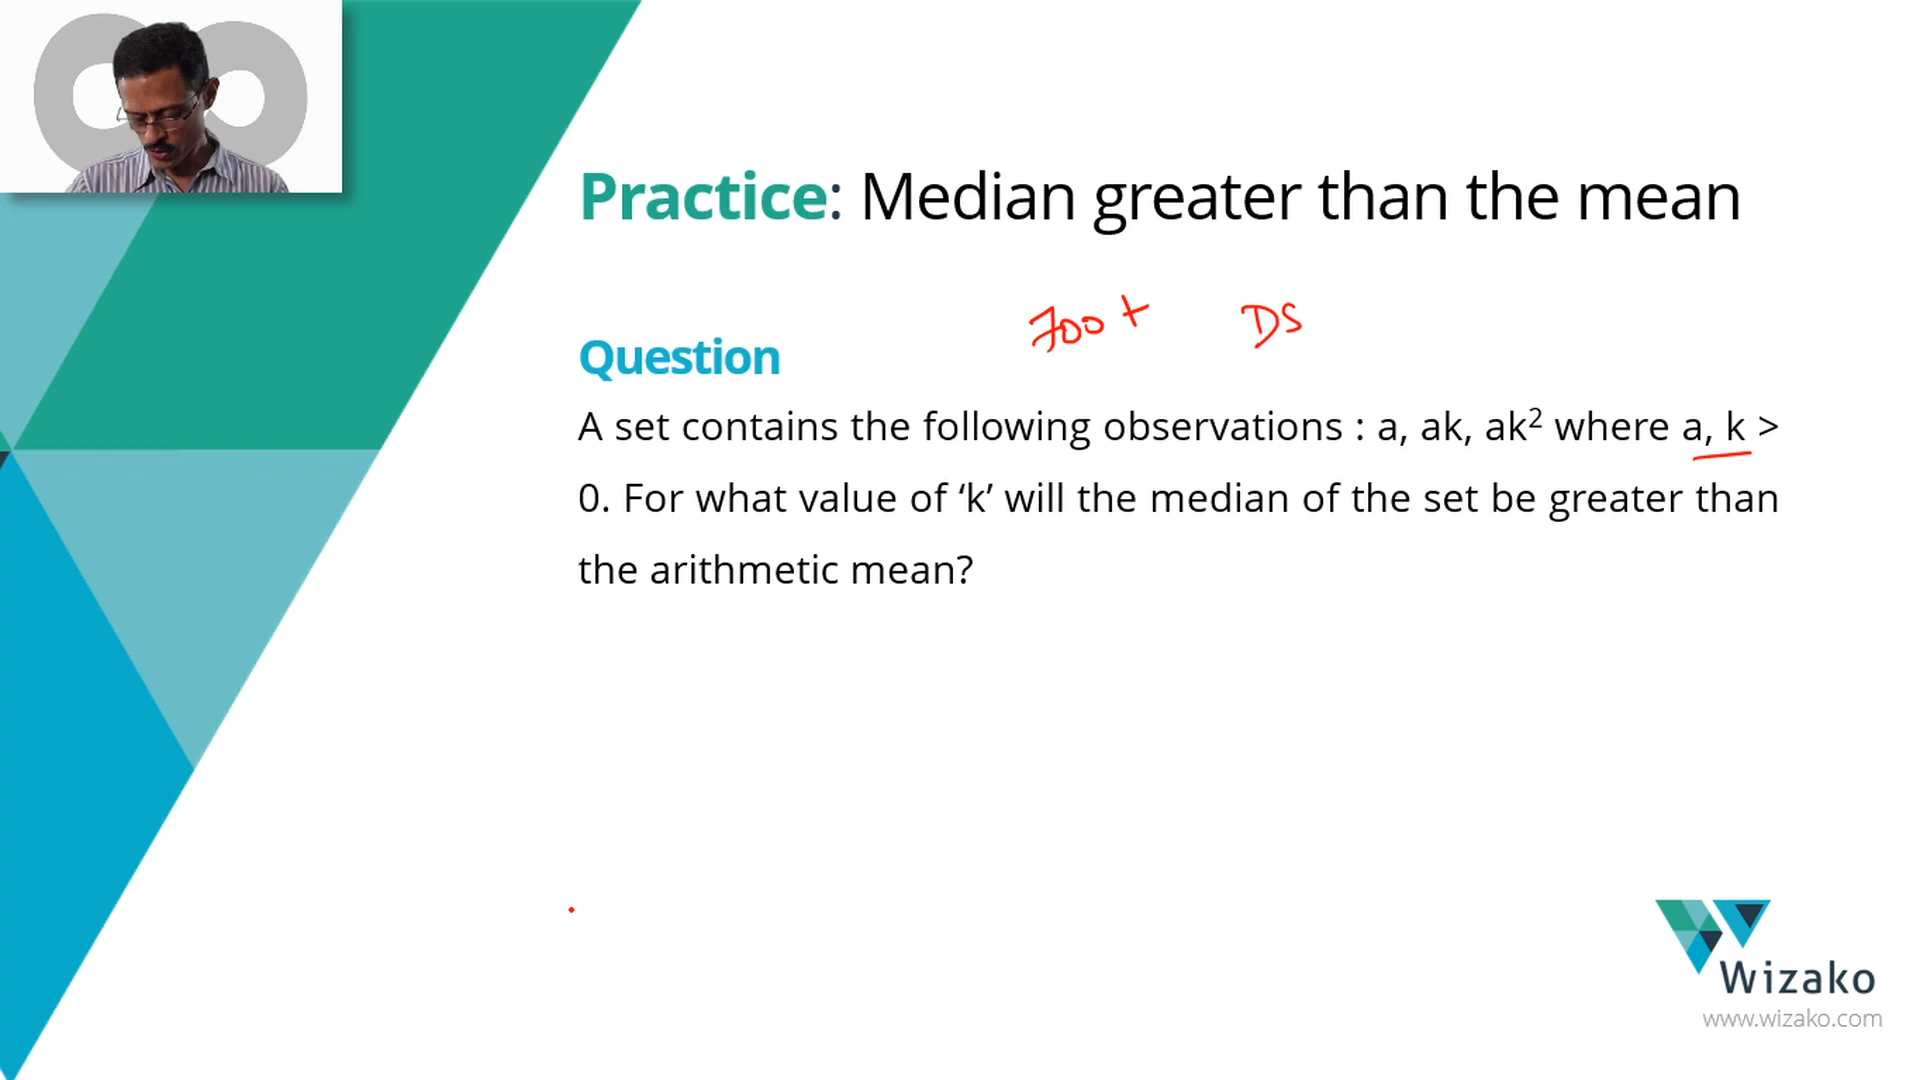 Practice: Median greater than the mean
700+ DS
Question
A set contains the following observations : a, ak, ak² where a, k >
0. For what value of ‘k’ will the median of the set be greater than
the arithmetic mean?
Wizako
www.wizako.com